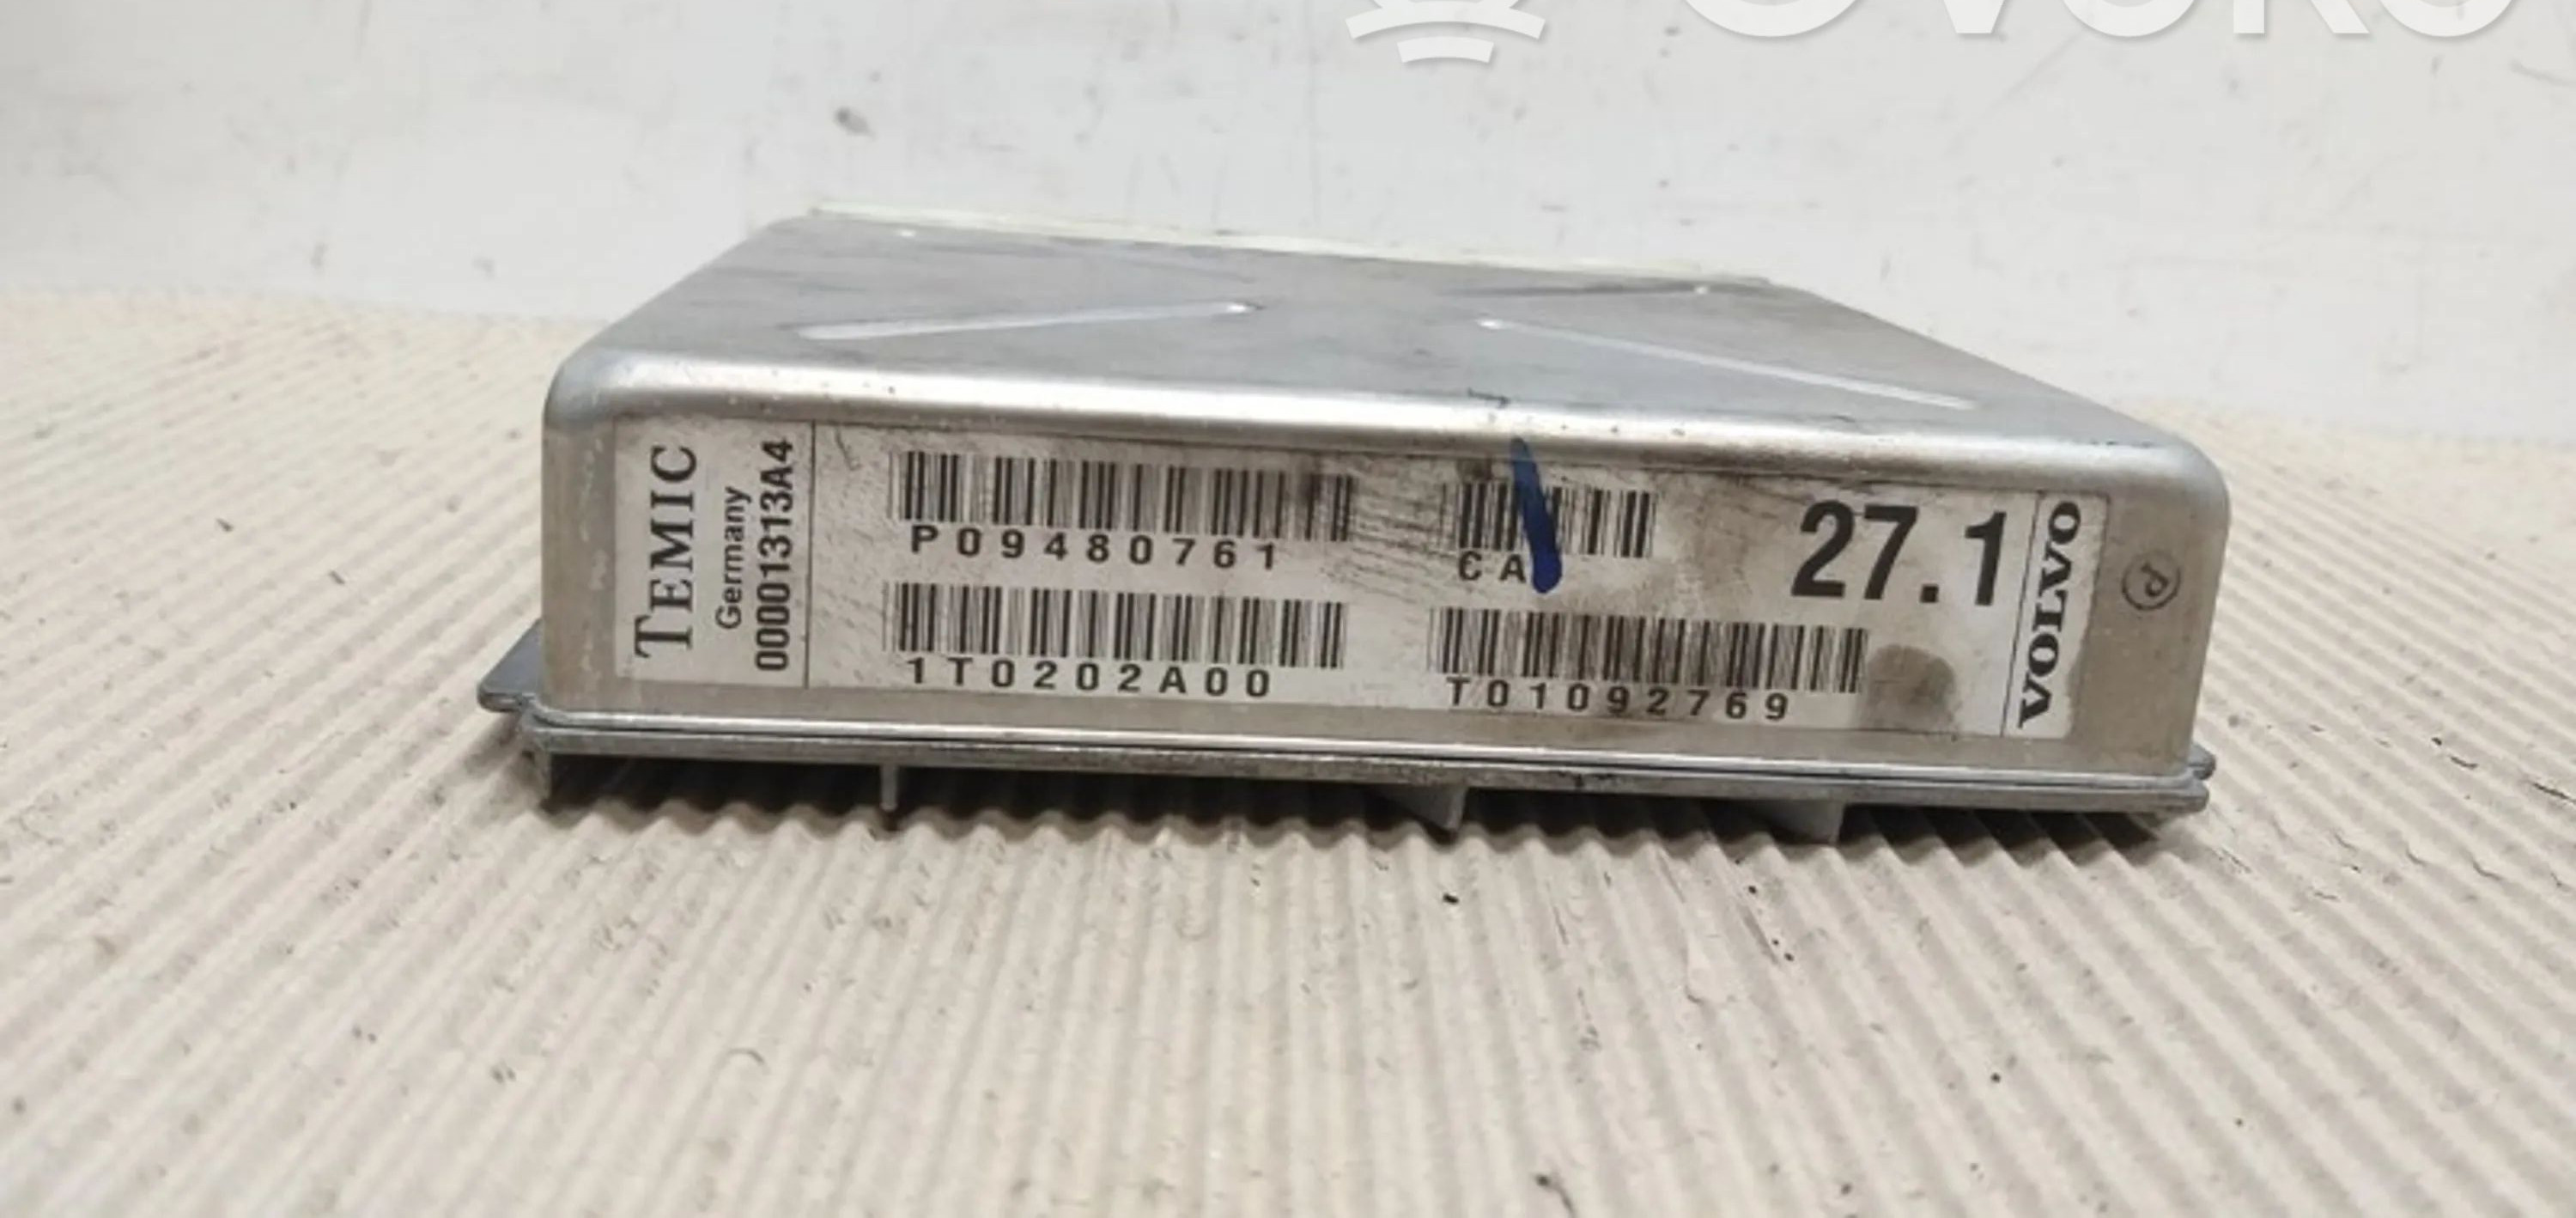 TEMIC
Germany
00001313A4
P09480761
CA
27.1
1T0202A00
T01092769
VOLVO
P